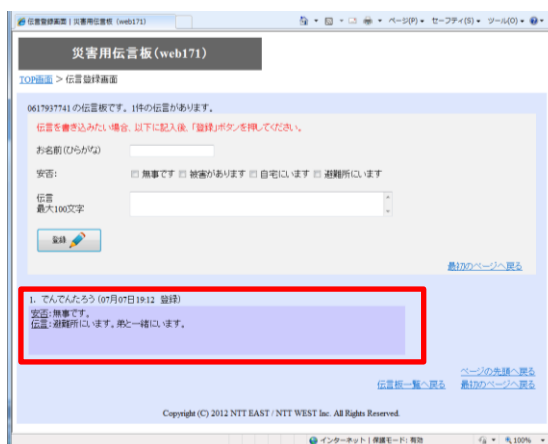 伝言登録画面 | 災害用伝言板 (web171)
ページ(P) セーフティ(S) ツール(O)
災害用伝言板(web171)
TOP画面 > 伝言登録画面
0617937741 の伝言板です。1件の伝言があります。
伝言を書き込みたい場合、以下に記入後、「登録」ボタンを押してください。
お名前(ひらがな)
安否: 無事です 被害があります 自宅にいます 避難所にいます
伝言
最大100文字
登録
最初のページへ戻る
1. でんでんたろう (07月07日19:12 登録)
安否:無事です。
伝言:避難所にいます。弟と一緒にいます。
ページの先頭へ戻る
伝言板一覧へ戻る 最初のページへ戻る
Copyright (C) 2012 NTT EAST / NTT WEST Inc. All Rights Reserved.
インターネット | 保護モード: 有効 100%